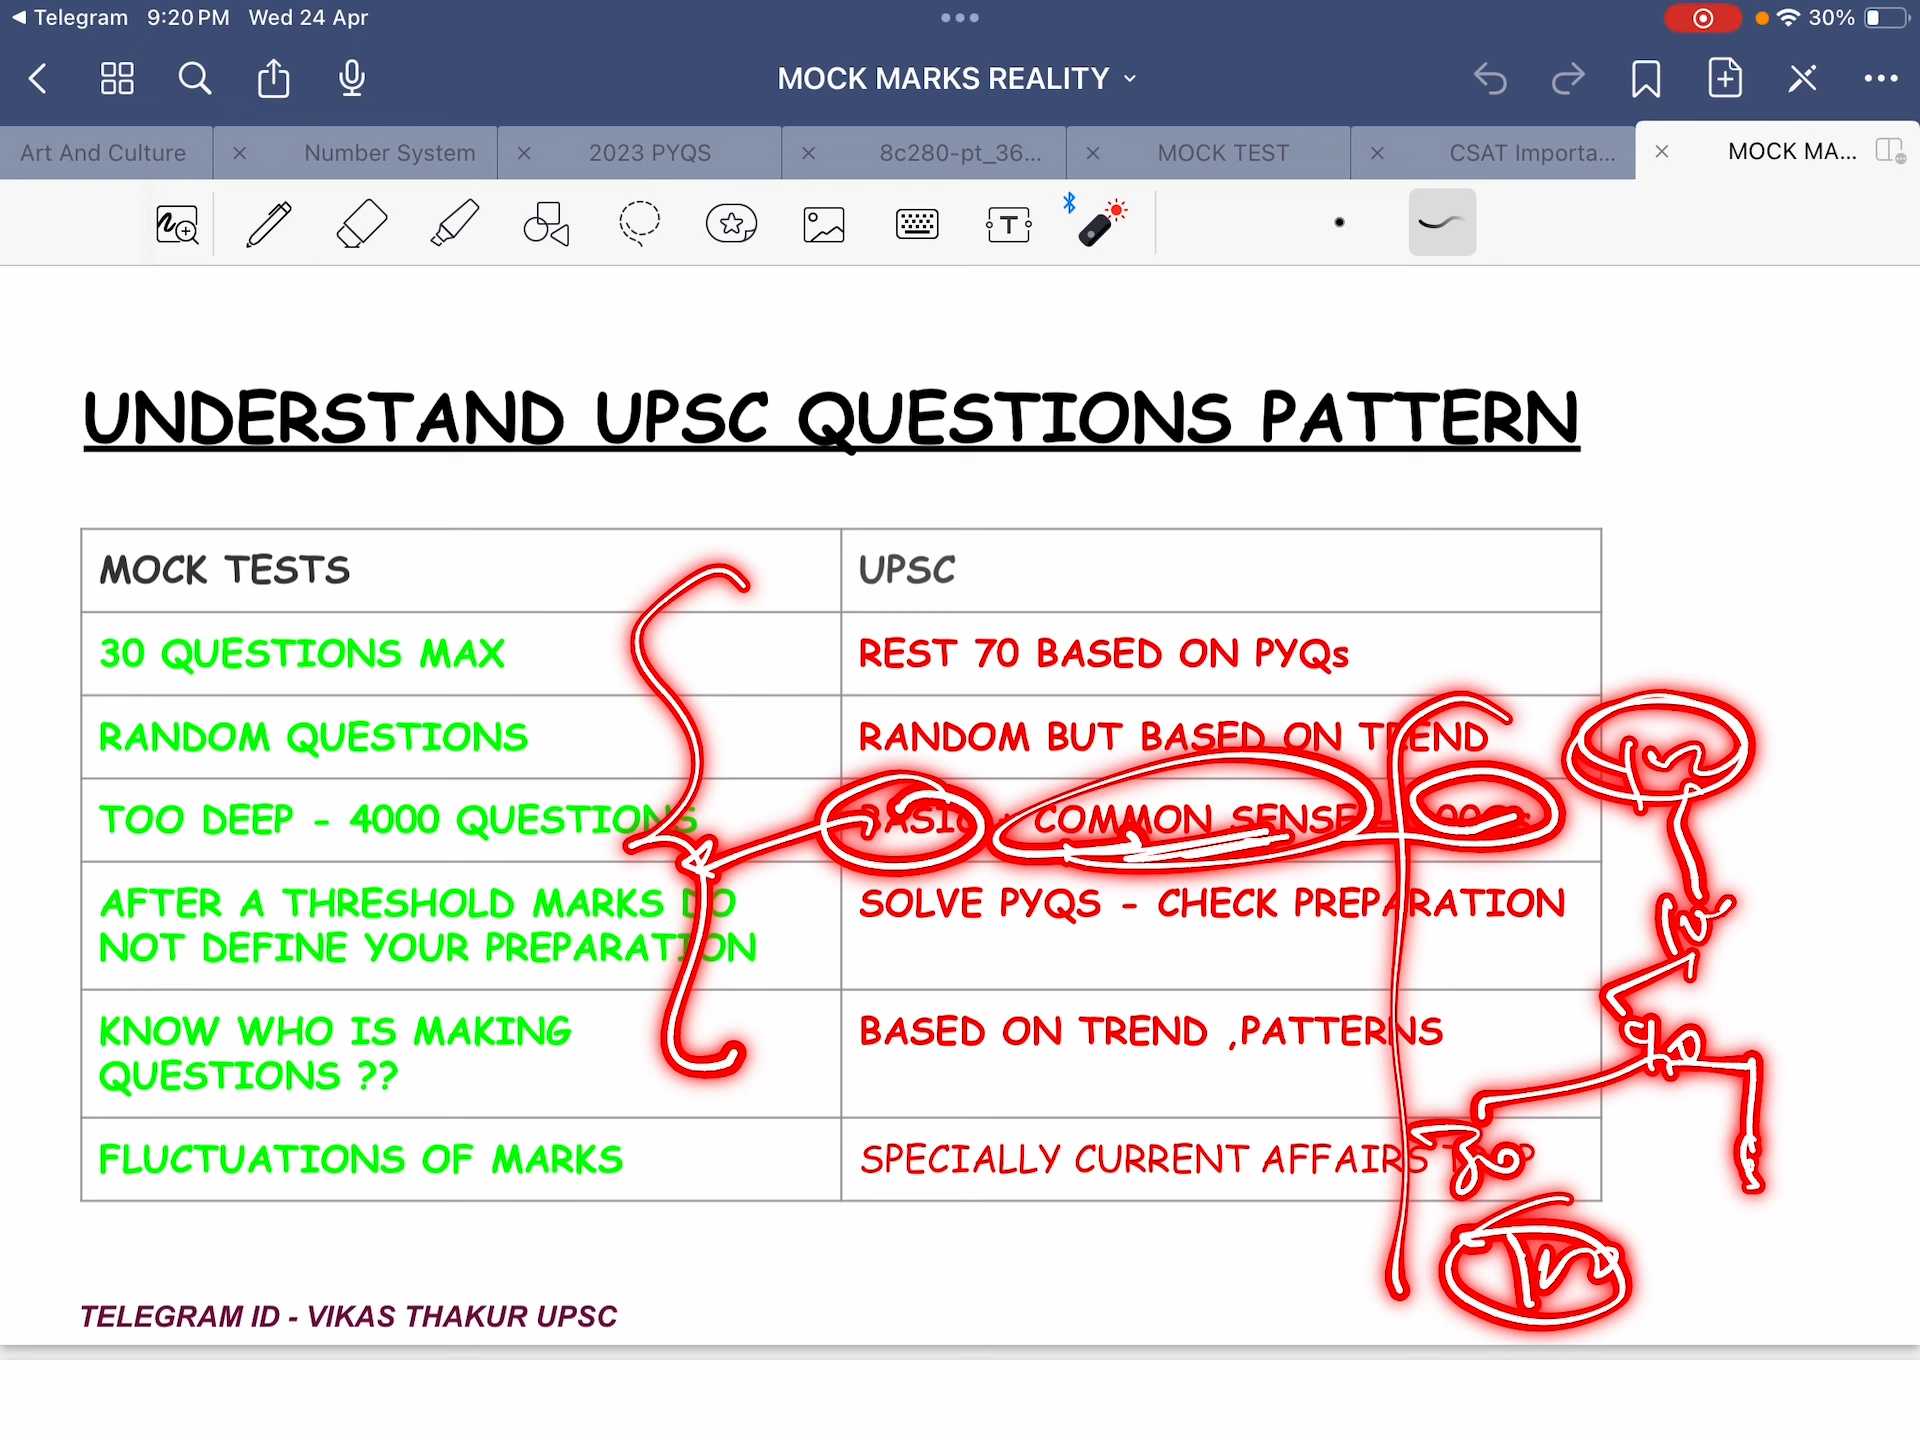 Telegram 9:20 PM Wed 24 Apr 30%
MOCK MARKS REALITY
Art And Culture Number System 2023 PYQS 8c280-pt_36... MOCK TEST CSAT Importa... MOCK MA...
T
UNDERSTAND UPSC QUESTIONS PATTERN
MOCK TESTS UPSC
30 QUESTIONS MAX REST 70 BASED ON PYQs
RANDOM QUESTIONS RANDOM BUT BASED ON TREND
TOO DEEP - 4000 QUESTIONS BASIC + COMMON SENSE
AFTER A THRESHOLD MARKS DO SOLVE PYQS - CHECK PREPARATION
NOT DEFINE YOUR PREPARATION
KNOW WHO IS MAKING BASED ON TREND ,PATTERNS
QUESTIONS ??
FLUCTUATIONS OF MARKS SPECIALLY CURRENT AFFAIRS
TELEGRAM ID - VIKAS THAKUR UPSC